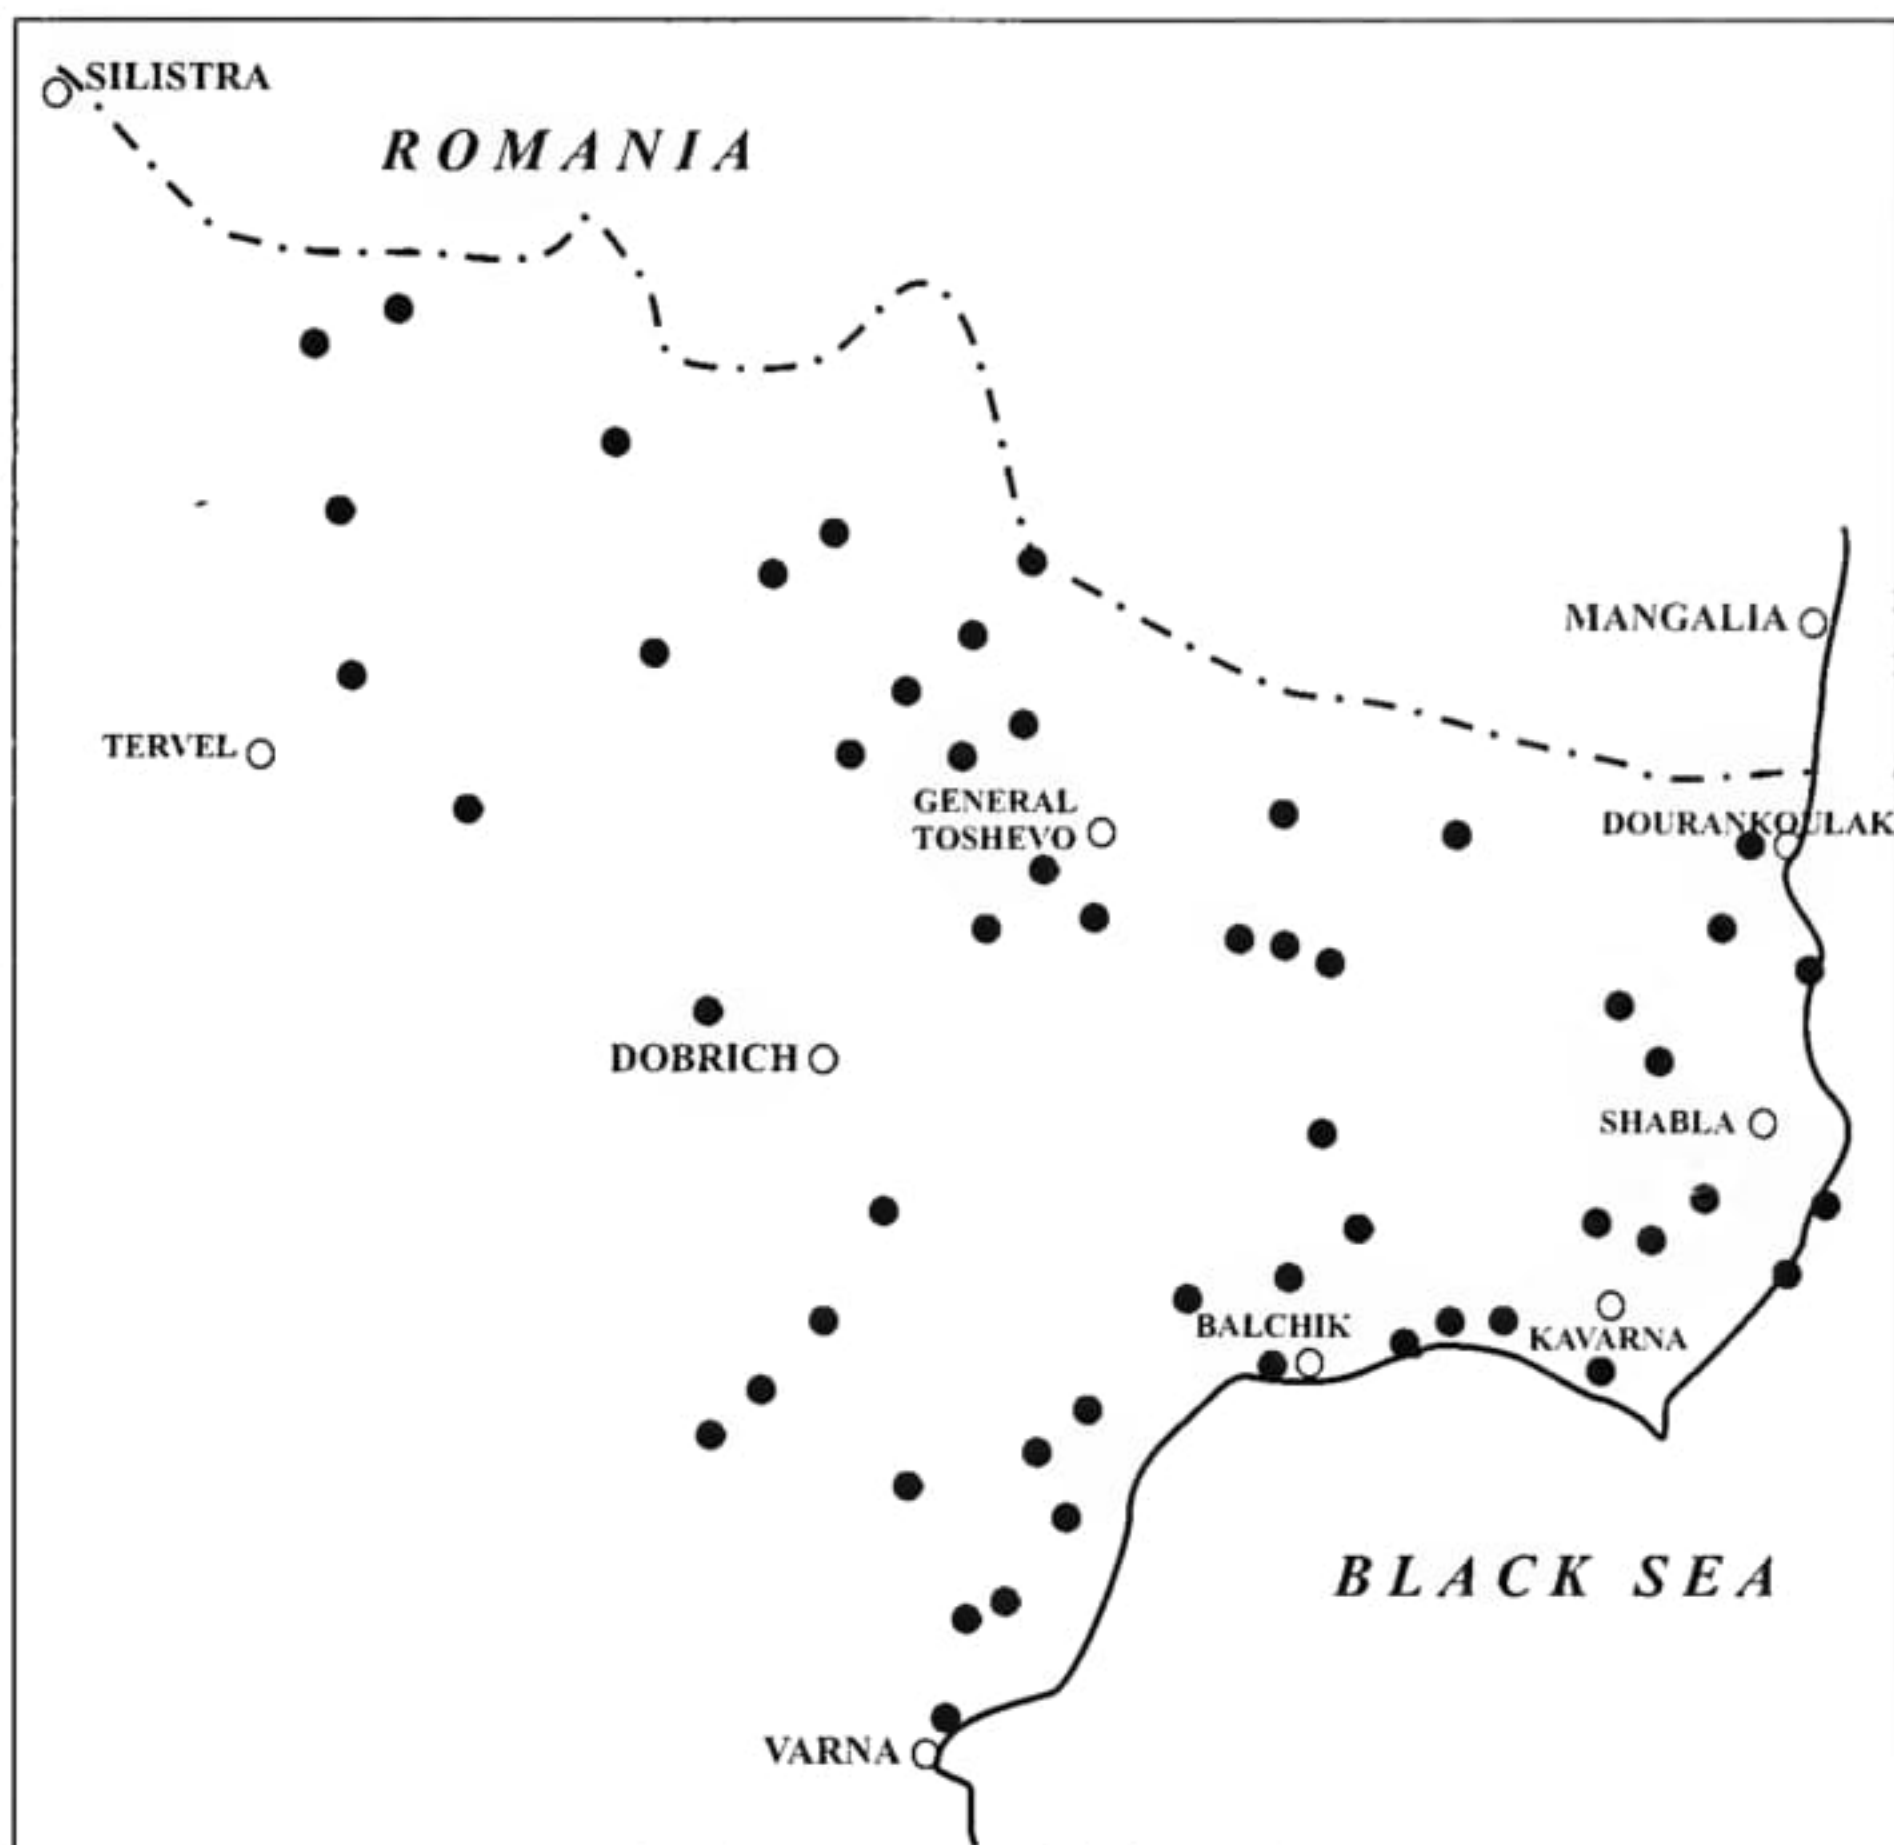 SILISTRA
ROMANIA
MANGALIA
TERVEL
GENERAL
TOSHEVO
DOURANKOULAK
DOBRICH
SHABLA
BALCHIK
KAVARNA
BLACK SEA
VARNA